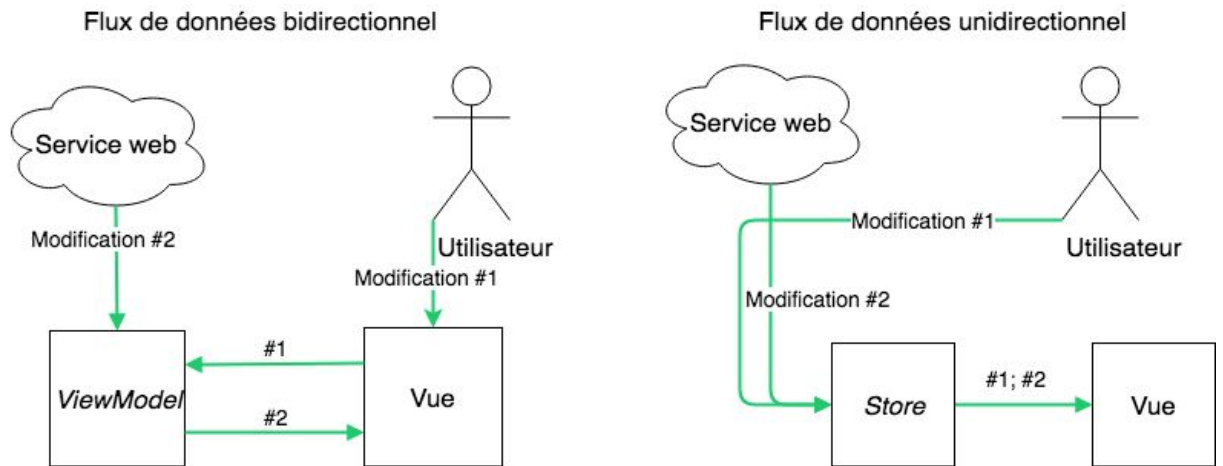 Flux de données bidirectionnel
Service web
Modification #2
Utilisateur
Modification #1
#1
ViewModel
#2
Vue
Flux de données unidirectionnel
Service web
Modification #1
Utilisateur
Modification #2
#1; #2
Store
Vue